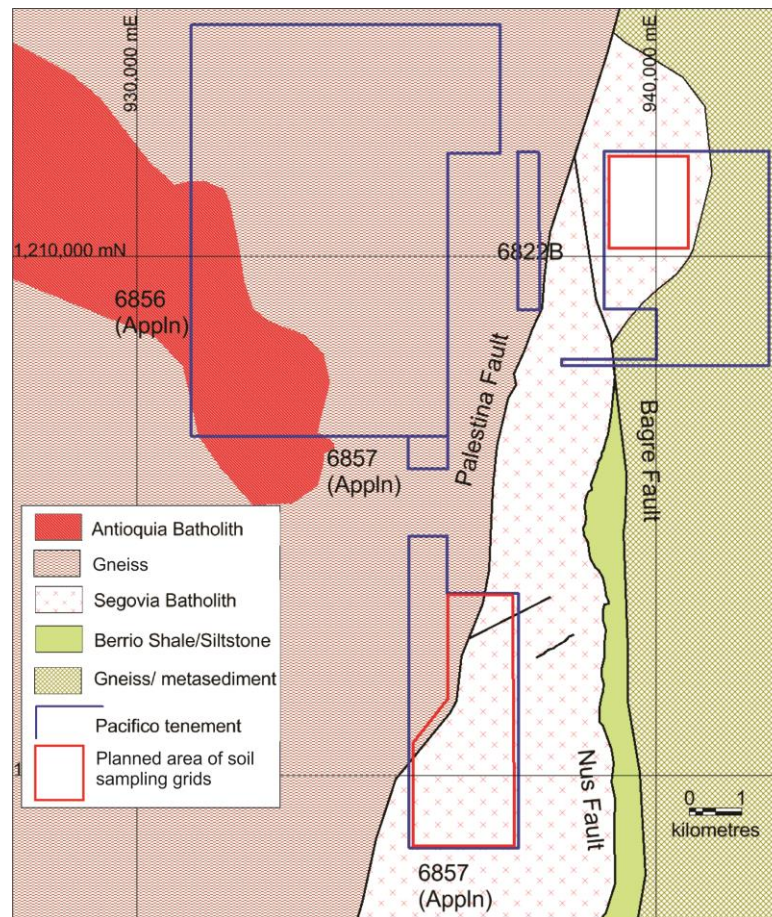 930,000 mE
940,000 mE
1,210,000 mN
6822B
6856
(Appln)
6857
(Appln)
Palestina Fault
Bagre Fault
Antioquia Batholith
Gneiss
Segovia Batholith
Berrio Shale/Siltstone
Gneiss/ metasediment
Pacifico tenement
Planned area of soil
sampling grids
1
Nus Fault
0 1
kilometres
6857
(Appln)